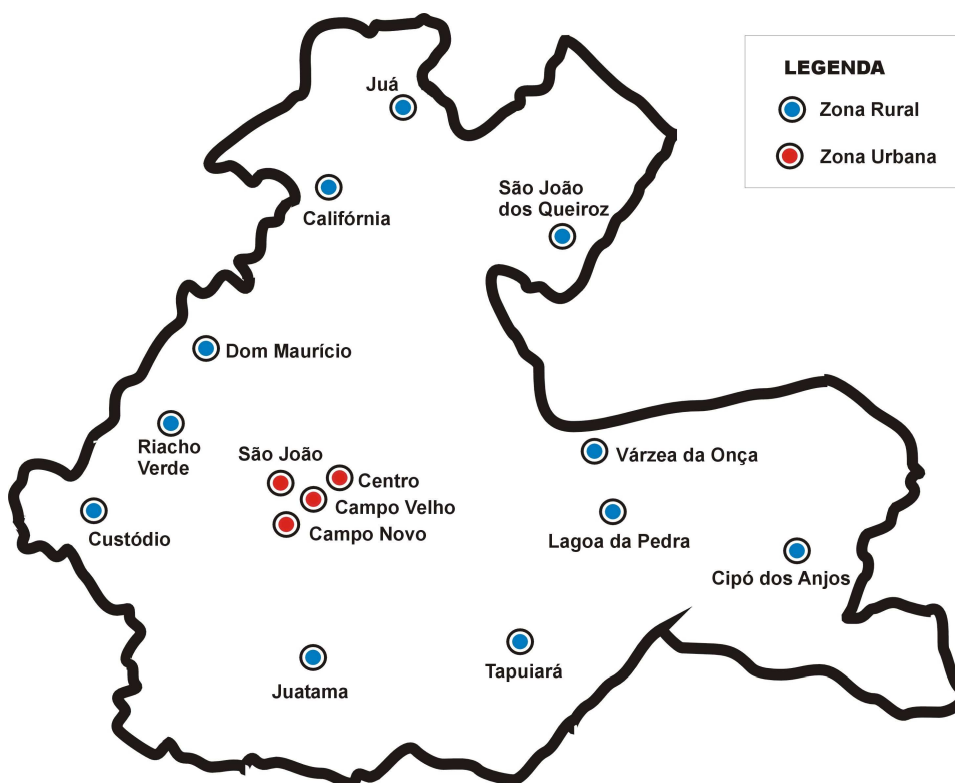 LEGENDA
Zona Rural
Zona Urbana
Juá
Califórnia
São João
dos Queiroz
Dom Maurício
Riacho
Verde
São João
Centro
Campo Velho
Campo Novo
Custódio
Várzea da Onça
Lagoa da Pedra
Cipó dos Anjos
Juatama
Tapuiará